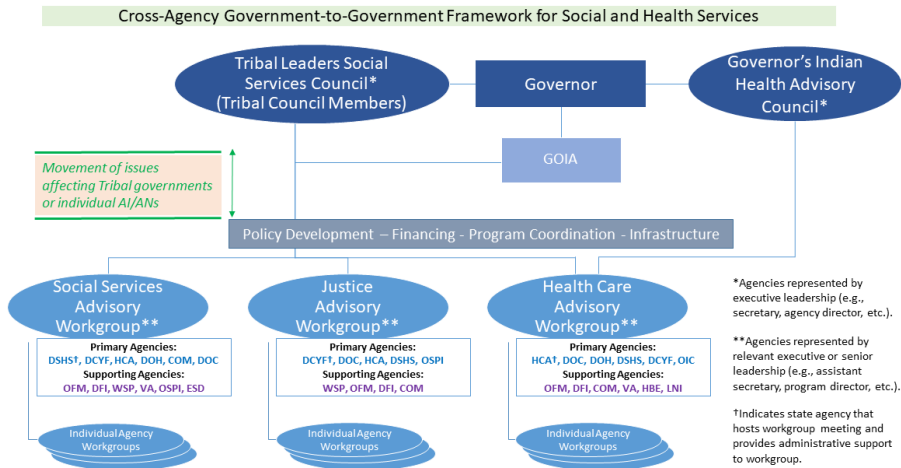 Cross-Agency Government-to-Government Framework for Social and Health Services
Tribal Leaders Social
Services Council*
(Tribal Council Members)
Governor
Governor's Indian
Health Advisory
Council*
GOIA
Movement of issues
affecting Tribal governments
or individual AI/ANs
Policy Development – Financing - Program Coordination - Infrastructure
Social Services
Advisory
Workgroup**
Primary Agencies:
DSHS†, DCYF, HCA, DOH, COM, DOC
Supporting Agencies:
OFM, DFI, WSP, VA, OSPI, ESD
Individual Agency
Workgroups
Justice
Advisory
Workgroup**
Primary Agencies:
DCYF†, DOC, HCA, DSHS, OSPI
Supporting Agencies:
WSP, OFM, DFI, COM
Individual Agency
Workgroups
Health Care
Advisory
Workgroup**
Primary Agencies:
HCA†, DOC, DOH, DSHS, DCYF, OIC
Supporting Agencies:
OFM, DFI, COM, VA, HBE, LNI
Individual Agency
Workgroups
*Agencies represented by
executive leadership (e.g.,
secretary, agency director, etc.).
**Agencies represented by
relevant executive or senior
leadership (e.g., assistant
secretary, program director, etc.).
†Indicates state agency that
hosts workgroup meeting and
provides administrative support
to workgroup.